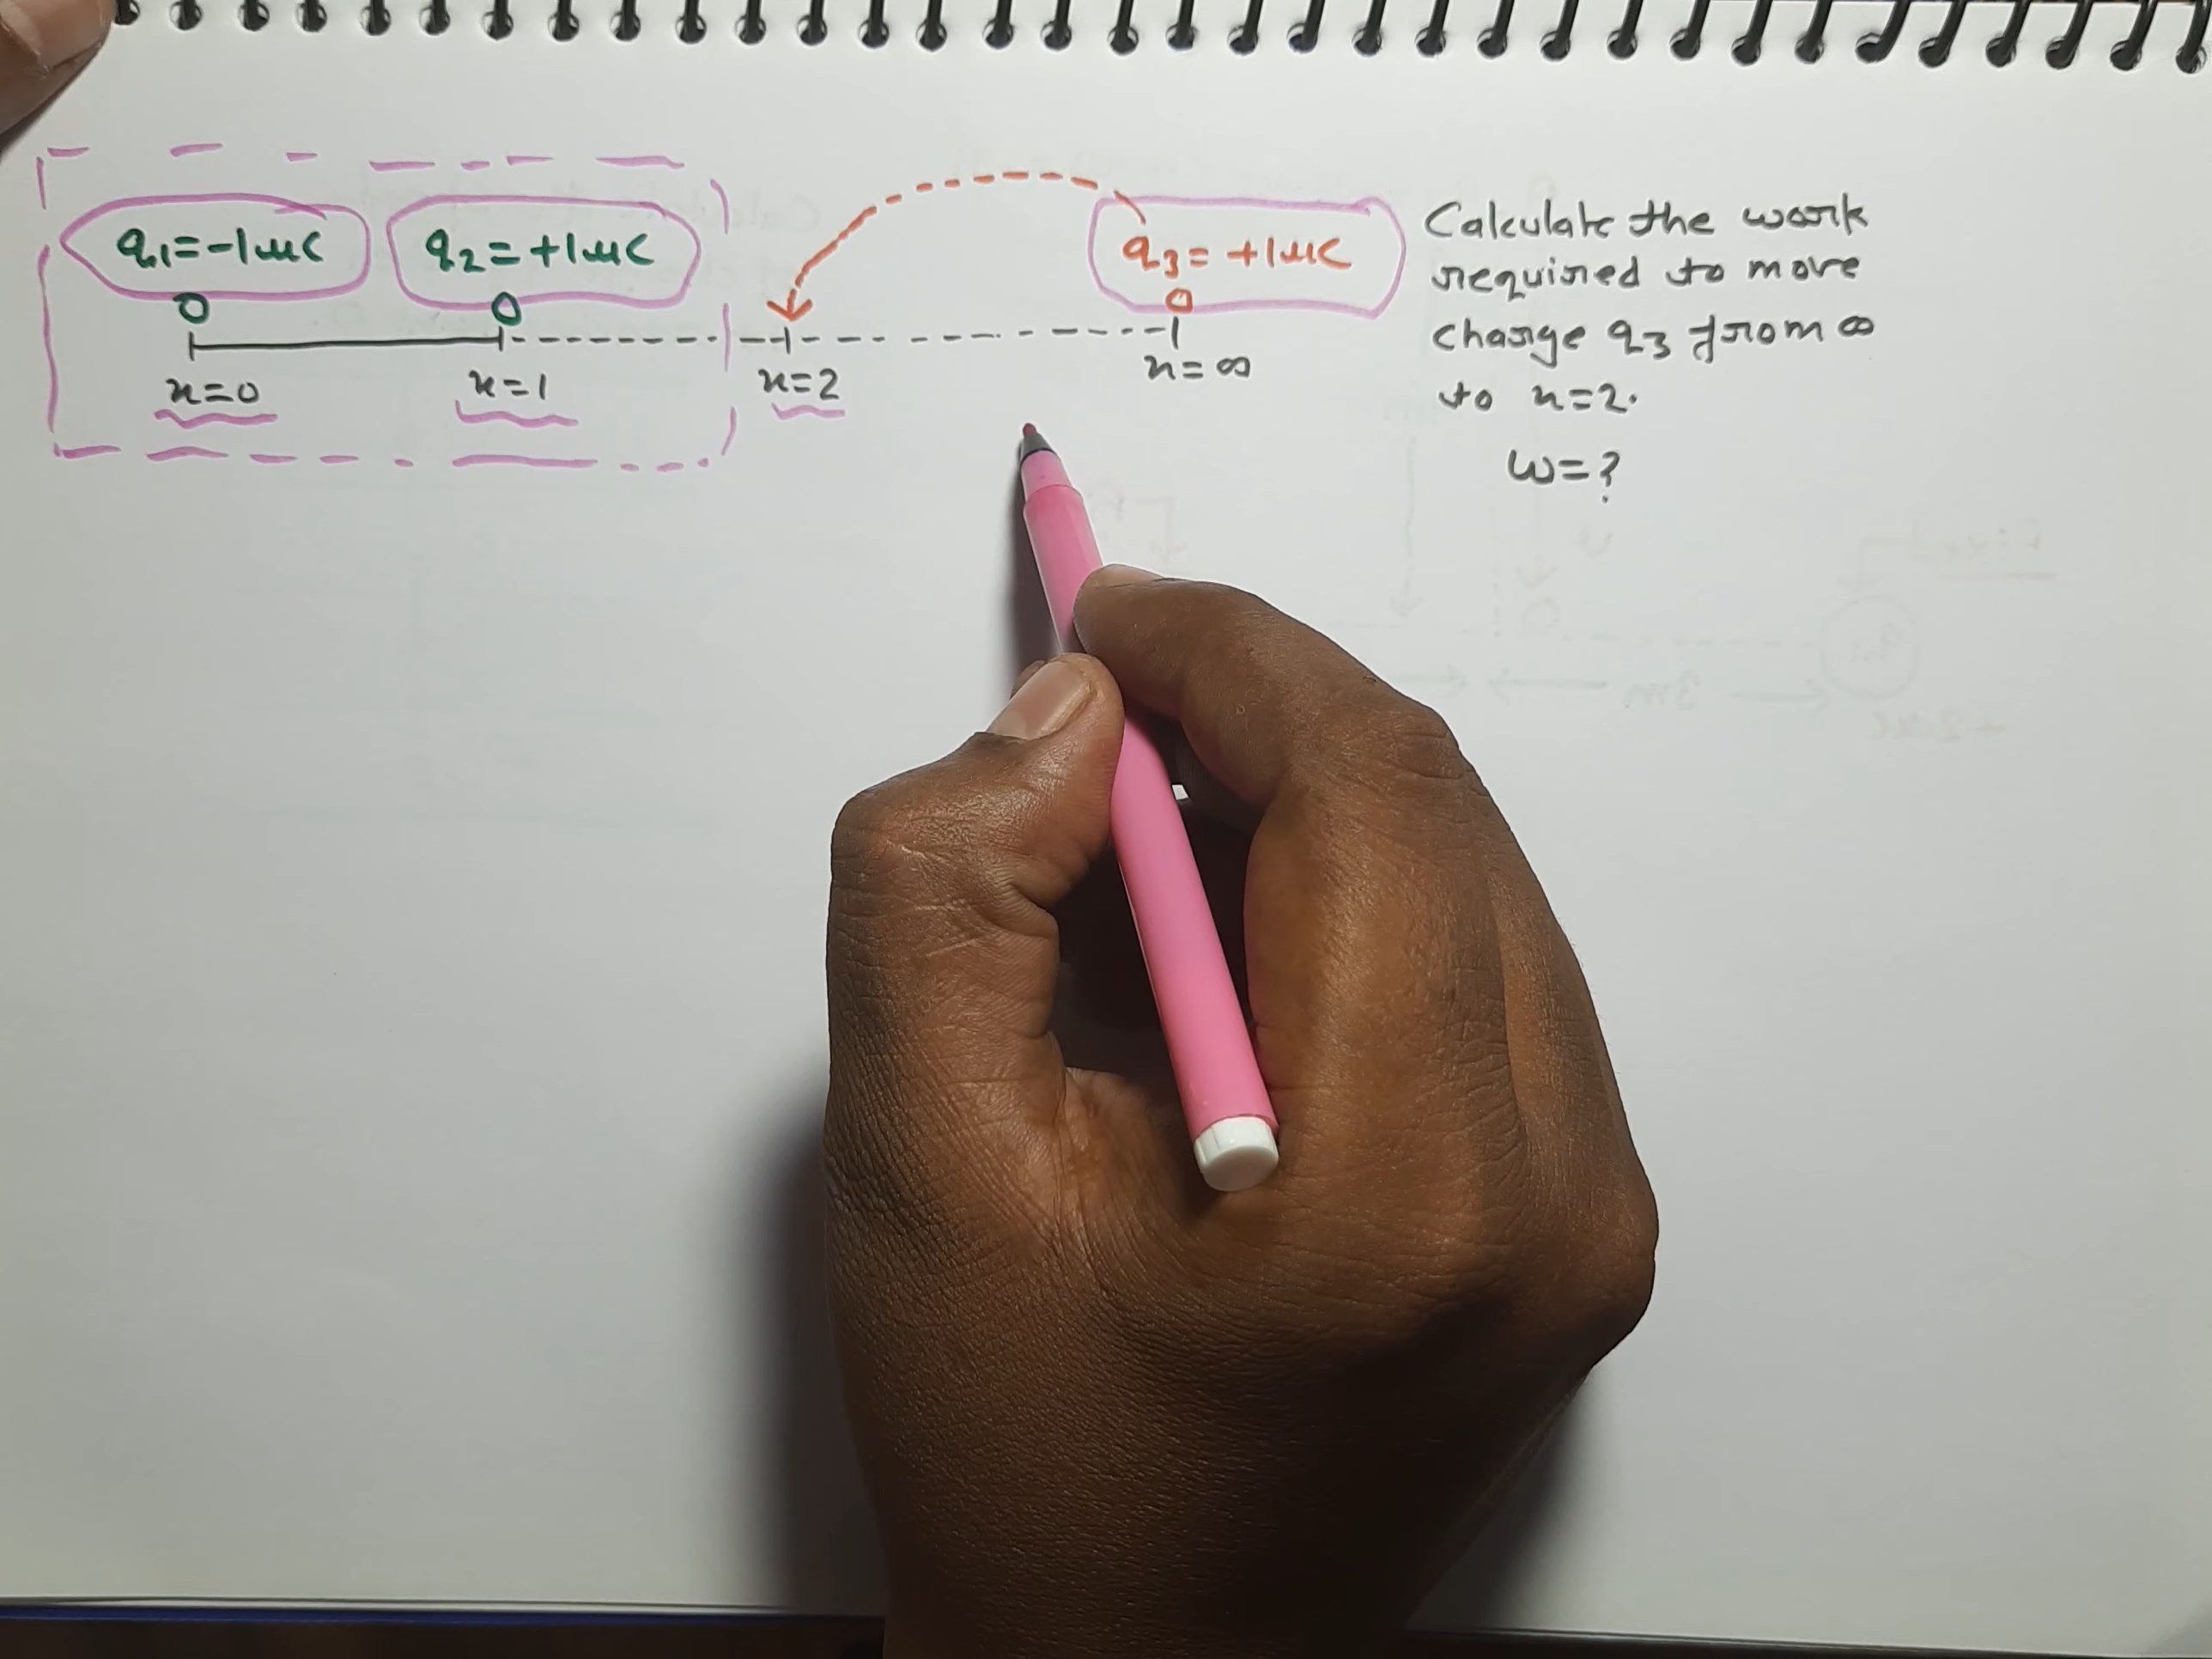 q1=-1μC q2=+1μC q3=+1μC
x=0 x=1 x=2 x=∞
Calculate the work
required to move
charge q3 from ∞
to x=2.
W=?
3m